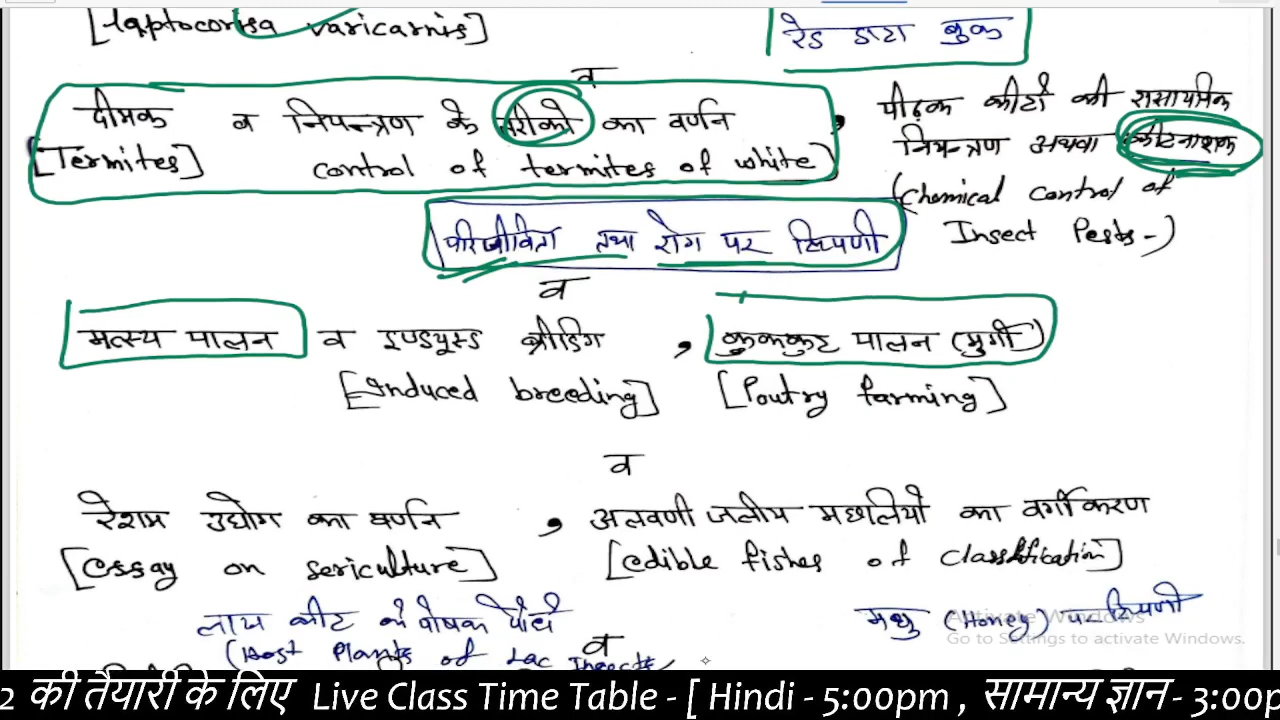 [laptocorisa varicarnis]
रेड डाटा बुक
व
दीमक व नियन्त्रण के तरीको का वर्णन ,
[Termites] control of termites of white
पीढ़क कीटो की रासायनिक
नियन्त्रण अथवा कीटनाशक
(Chemical control of
Insect Pests-)
परिजीविता तथा रोग पर टिप्पणी
व
मत्स्य पालन व इण्ड्यूस्ड ब्रीडिंग , कुक्कुट पालन (मुर्गी)
[Induced breeding] [Poutry farming]
व
रेशम उद्योग का वर्णन , अलवणी जलीय मछलियो का वर्गीकरण
[essay on sericulture] [edible fishes of classification]
लाख कीट के पोषक पौधे
(Host Plants of Lac Insects
मधु (Honey) पर टिप्पणी
व
Activate Windows
Go to Settings to activate Windows.
2 की तैयारी के लिए Live Class Time Table - [ Hindi - 5:00pm , सामान्य ज्ञान - 3:00p